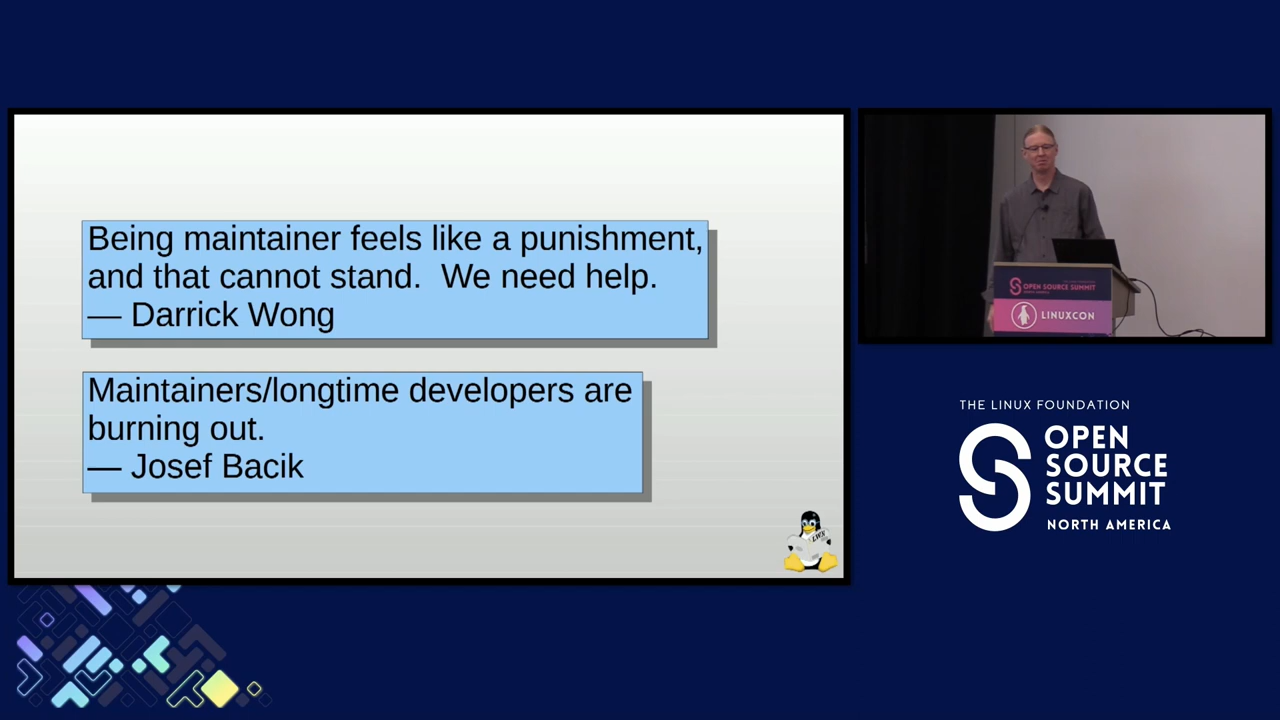 Being maintainer feels like a punishment,
and that cannot stand.  We need help.
— Darrick Wong
Maintainers/longtime developers are
burning out.
— Josef Bacik
LWN
OPEN SOURCE SUMMIT
LINUXCON
THE LINUX FOUNDATION
OPEN
SOURCE
SUMMIT
NORTH AMERICA